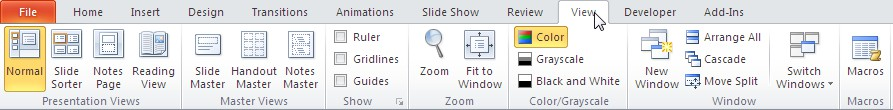 File Home Insert Design Transitions Animations Slide Show Review View Developer Add-Ins
Normal
Slide
Sorter
Notes
Page
Reading
View
Presentation Views
Slide
Master
Handout
Master
Notes
Master
Master Views
Ruler
Gridlines
Guides
Show
Zoom
Fit to
Window
Zoom
Color
Grayscale
Black and White
Color/Grayscale
New
Window
Arrange All
Cascade
Move Split
Switch
Windows
Window
Macros
Macros